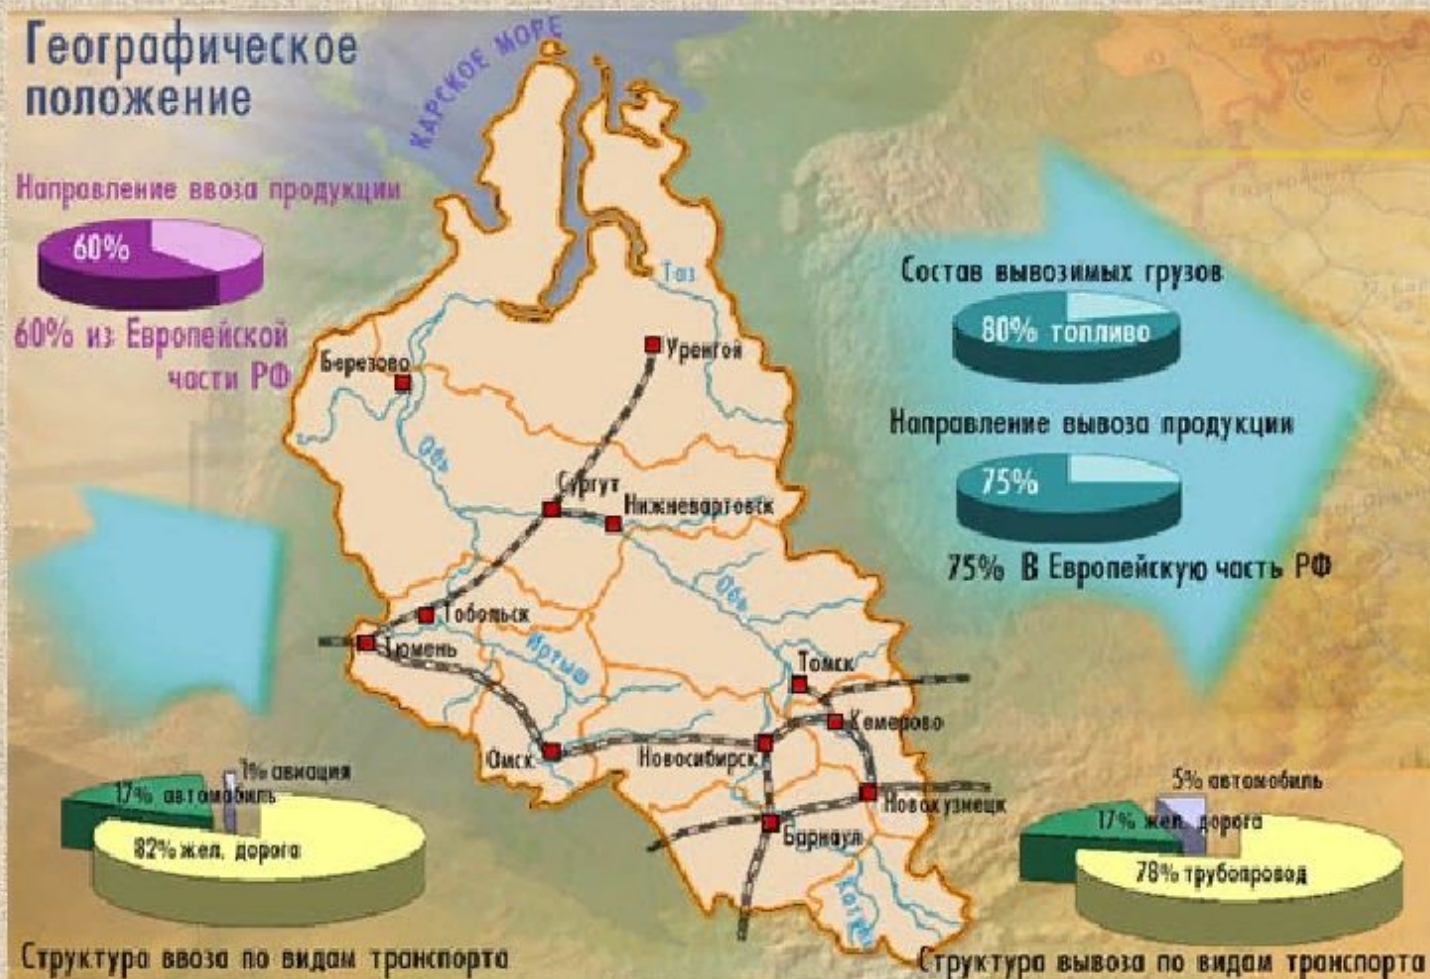 Географическое
положение
КАРСКОЕ МОРЕ
Направление ввоза продукции
60%
60% из Европейской
части РФ
Состав вывозимых грузов
80% топливо
Направление вывоза продукции
75%
75% В Европейскую часть РФ
Таз
Уренгой
Березово
Обь
Сургут
Нижневартовск
Обь
Тобольск
Тюмень
Иртыш
Томск
Кемерово
Омск
Новосибирск
Новокузнецк
Барнаул
Катунь
1% авиация
17% автомобиль
82% жел. дорога
Структура ввоза по видам транспорта
5% автомобиль
17% жел. дорога
78% трубопровод
Структура вывоза по видам транспорта